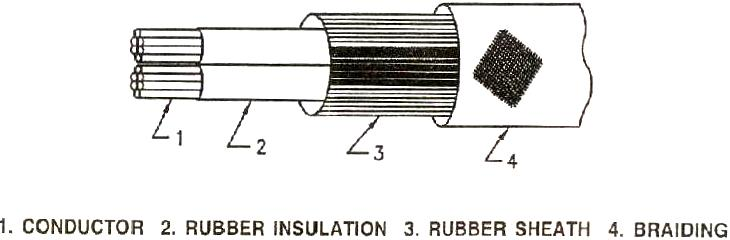 1 2 3 4
1. CONDUCTOR 2. RUBBER INSULATION 3. RUBBER SHEATH 4. BRAIDING